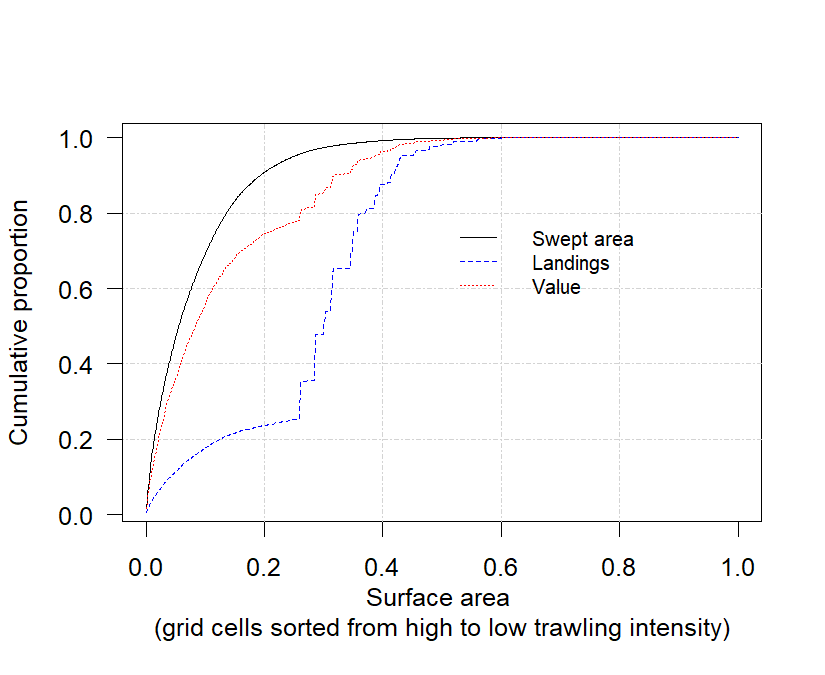 1.0
0.8
0.6
0.4
0.2
0.0
Cumulative proportion
Swept area
Landings
Value
0.0 0.2 0.4 0.6 0.8 1.0
Surface area
(grid cells sorted from high to low trawling intensity)